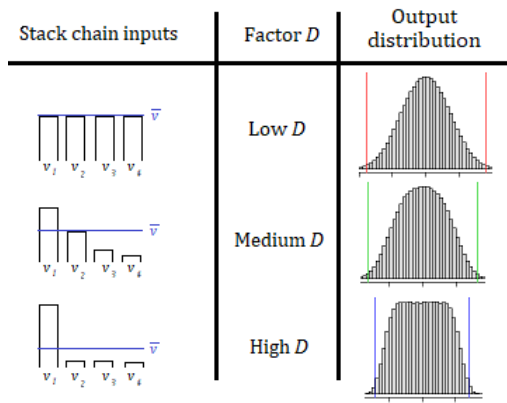 Stack chain inputs Factor D Output distribution
v̅
v₁ v₂ v₃ v₄
Low D
v̅
v₁ v₂ v₃ v₄
Medium D
v̅
v₁ v₂ v₃ v₄
High D